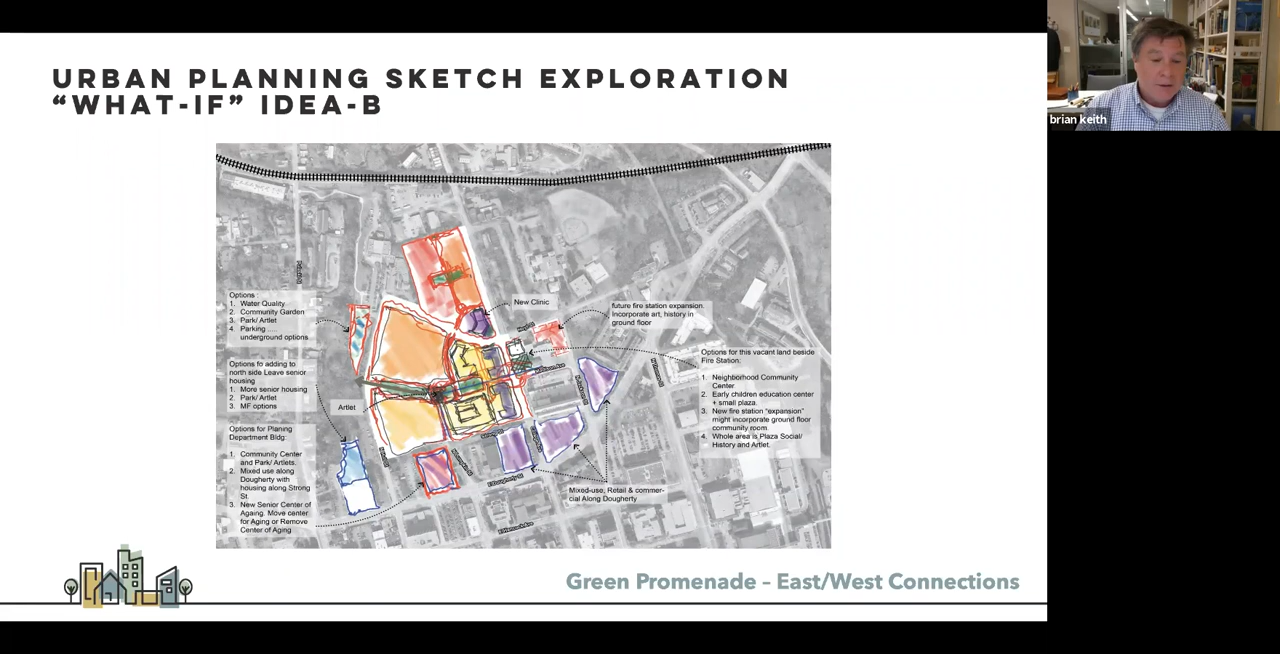 URBAN PLANNING SKETCH EXPLORATION
“WHAT-IF” IDEA-B
brian keith
Options :
1. Water Quality
2. Community Garden
3. Park/ Artlet
4. Parking ....
underground options
New Clinic
future fire station expansion.
Incorporate art, history in
ground floor
Options fo adding to
north side Leave senior
housing
1. More senior housing
2. Park/ Artlet
3. MF options
Artlet
Options for this vacant land beside
Fire Station:
1. Neighborhood Community
Center
2. Early children education center
+ small plaza.
3. New fire station “expansion”
might incorporate ground floor
community room
4. Whole area is Plaza Social/
History and Artlet.
Options for Planing
Department Bldg:
1. Community Center
and Park/ Artlets.
2. Mixed use along
Dougherty with
housing along Strong
St.
3. New Senior Center of
Againg. Move center
for Aging or Remove
Center of Aging
Mixed-use, Retail & commer-
cial Along Dougherty
E Dougherty St
E Hancock Ave
Green Promenade – East/West Connections